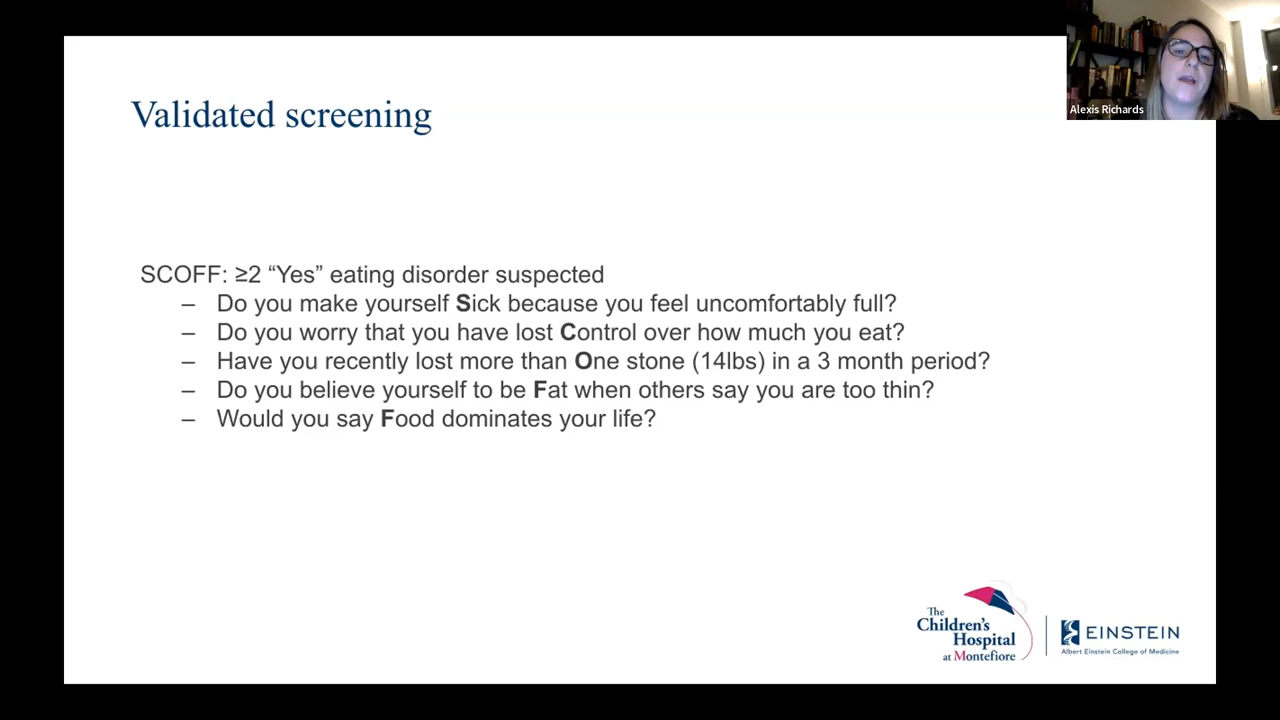 Validated screening
Alexis Richards
SCOFF: ≥2 “Yes” eating disorder suspected
– Do you make yourself Sick because you feel uncomfortably full?
– Do you worry that you have lost Control over how much you eat?
– Have you recently lost more than One stone (14lbs) in a 3 month period?
– Do you believe yourself to be Fat when others say you are too thin?
– Would you say Food dominates your life?
The
Children's
Hospital
at Montefiore
EINSTEIN
Albert Einstein College of Medicine